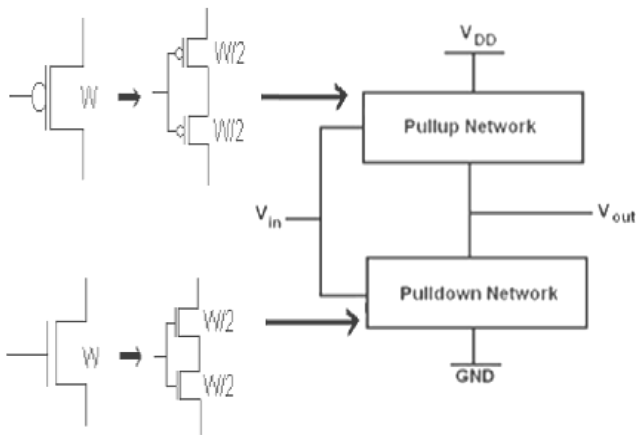 W
W/2
W/2
V_DD
Pullup Network
V_in
V_out
W
W/2
W/2
Pulldown Network
GND